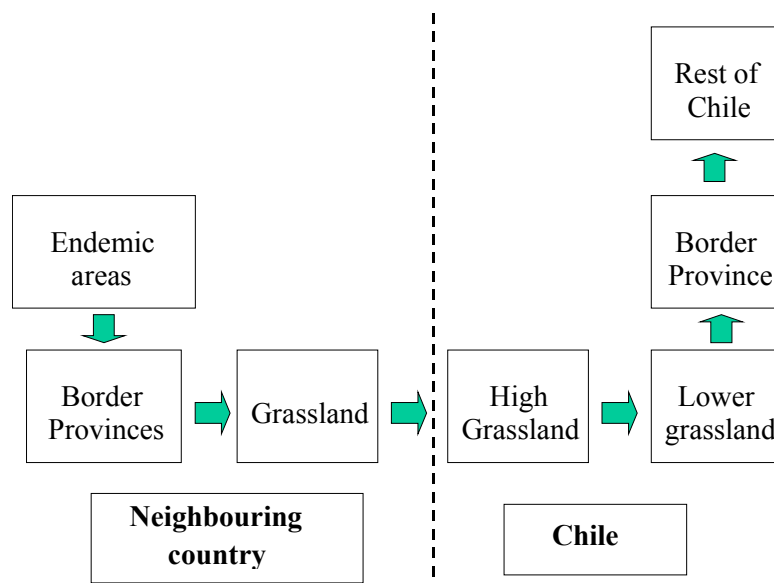 Rest of
Chile
Endemic
areas
Border
Province
Border
Provinces
Grassland
High
Grassland
Lower
grassland
Neighbouring
country
Chile